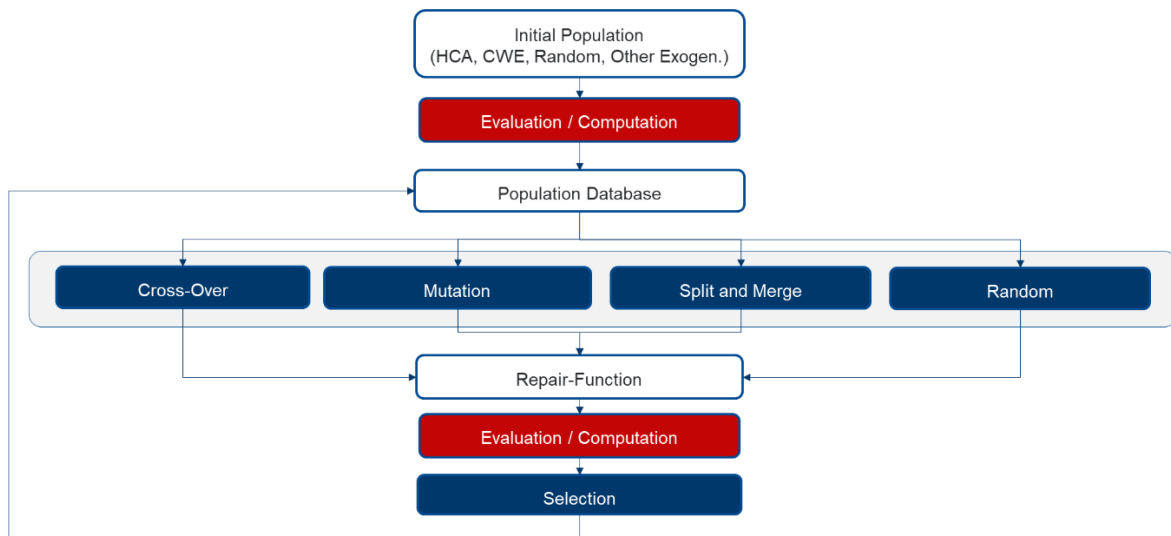 Initial Population
(HCA, CWE, Random, Other Exogen.)
Evaluation / Computation
Population Database
Cross-Over
Mutation
Split and Merge
Random
Repair-Function
Evaluation / Computation
Selection